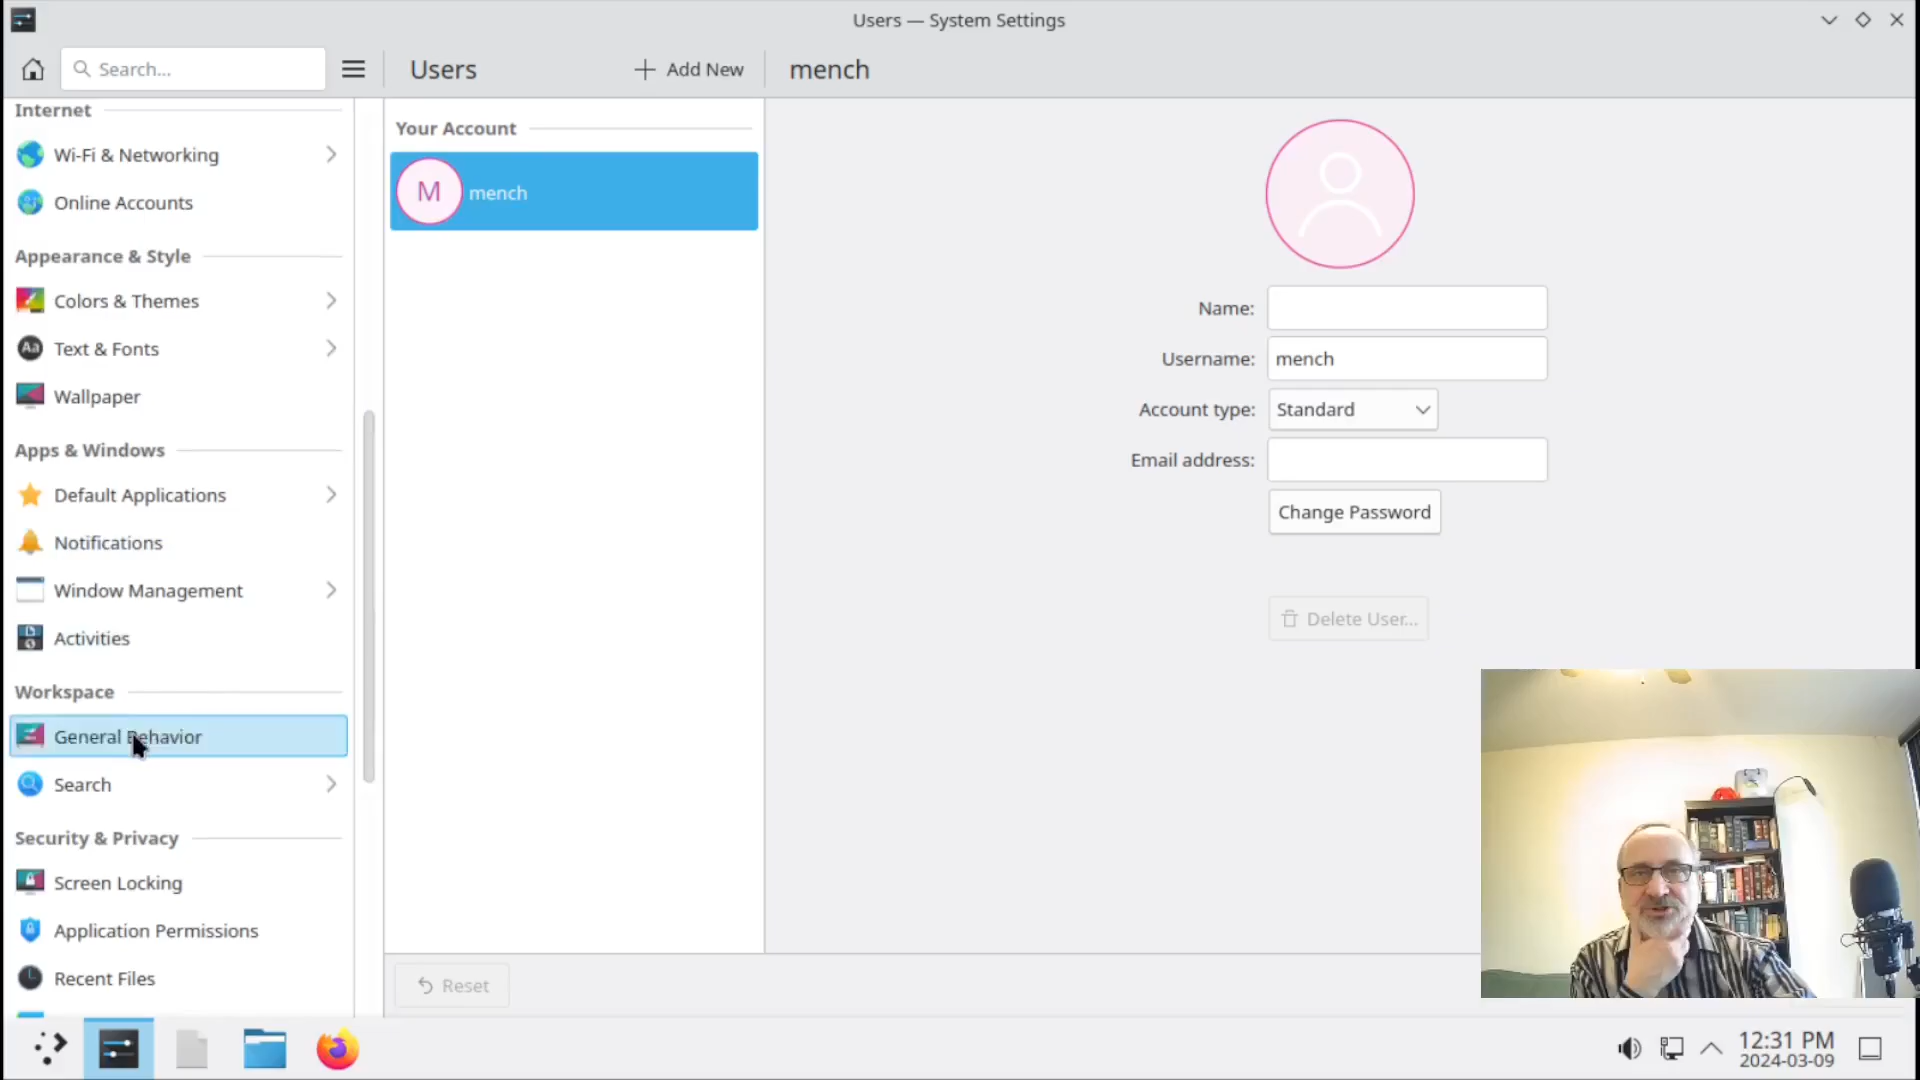 Users — System Settings
Search...
Users
Add New
mench
Internet
Wi-Fi & Networking
Online Accounts
Appearance & Style
Colors & Themes
Text & Fonts
Wallpaper
Apps & Windows
Default Applications
Notifications
Window Management
Activities
Workspace
General Behavior
Search
Security & Privacy
Screen Locking
Application Permissions
Recent Files
Your Account
M mench
Name:
Username: mench
Account type: Standard
Email address:
Change Password
Delete User...
Reset
12:31 PM
2024-03-09